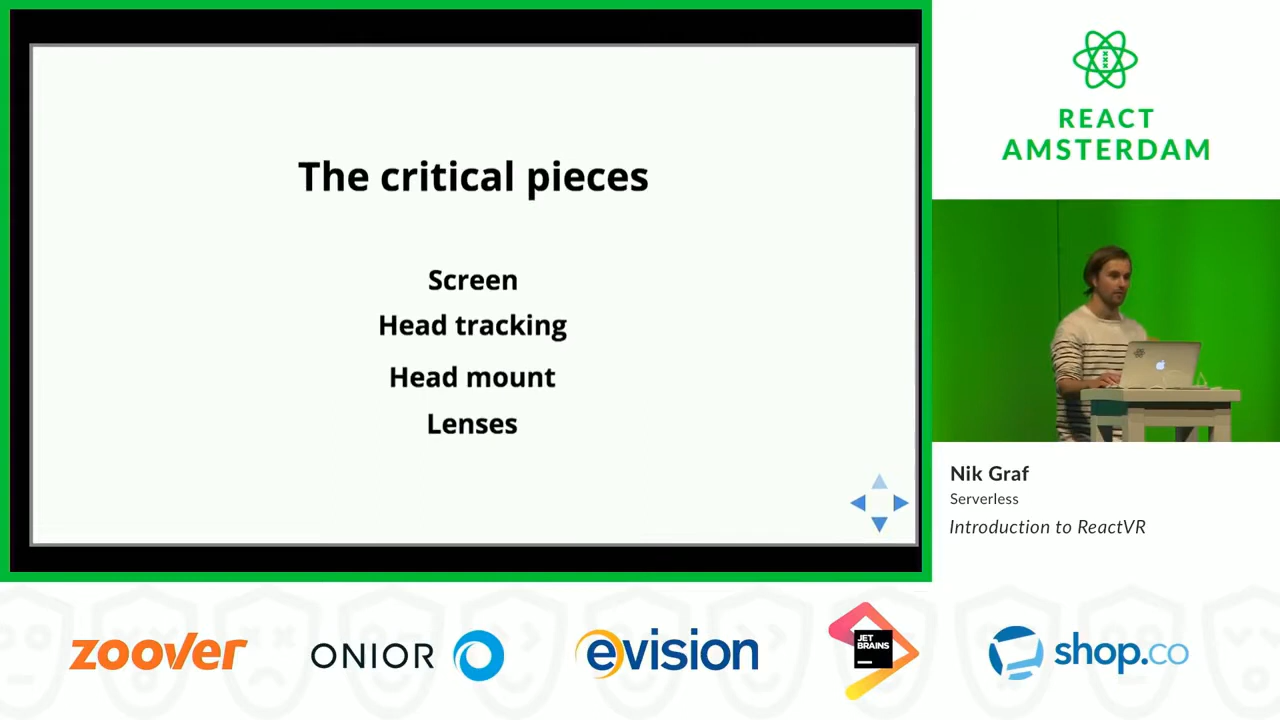 The critical pieces
Screen
Head tracking
Head mount
Lenses
REACT
AMSTERDAM
Nik Graf
Serverless
Introduction to ReactVR
zoover
ONIOR
evision
JET
BRAINS
shop.co